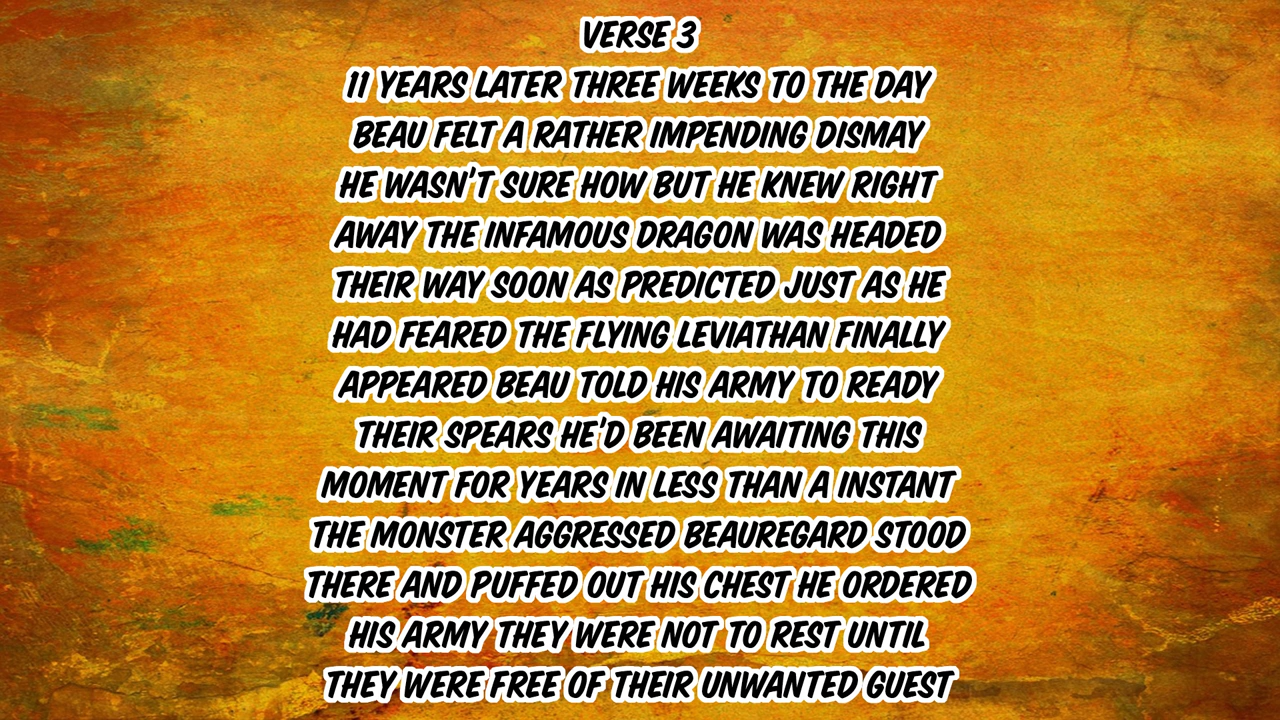 VERSE 3
11 YEARS LATER THREE WEEKS TO THE DAY
BEAU FELT A RATHER IMPENDING DISMAY
HE WASN'T SURE HOW BUT HE KNEW RIGHT
AWAY THE INFAMOUS DRAGON WAS HEADED
THEIR WAY SOON AS PREDICTED JUST AS HE
HAD FEARED THE FLYING LEVIATHAN FINALLY
APPEARED BEAU TOLD HIS ARMY TO READY
THEIR SPEARS HE'D BEEN AWAITING THIS
MOMENT FOR YEARS IN LESS THAN A INSTANT
THE MONSTER AGGRESSED BEAUREGARD STOOD
THERE AND PUFFED OUT HIS CHEST HE ORDERED
HIS ARMY THEY WERE NOT TO REST UNTIL
THEY WERE FREE OF THEIR UNWANTED GUEST